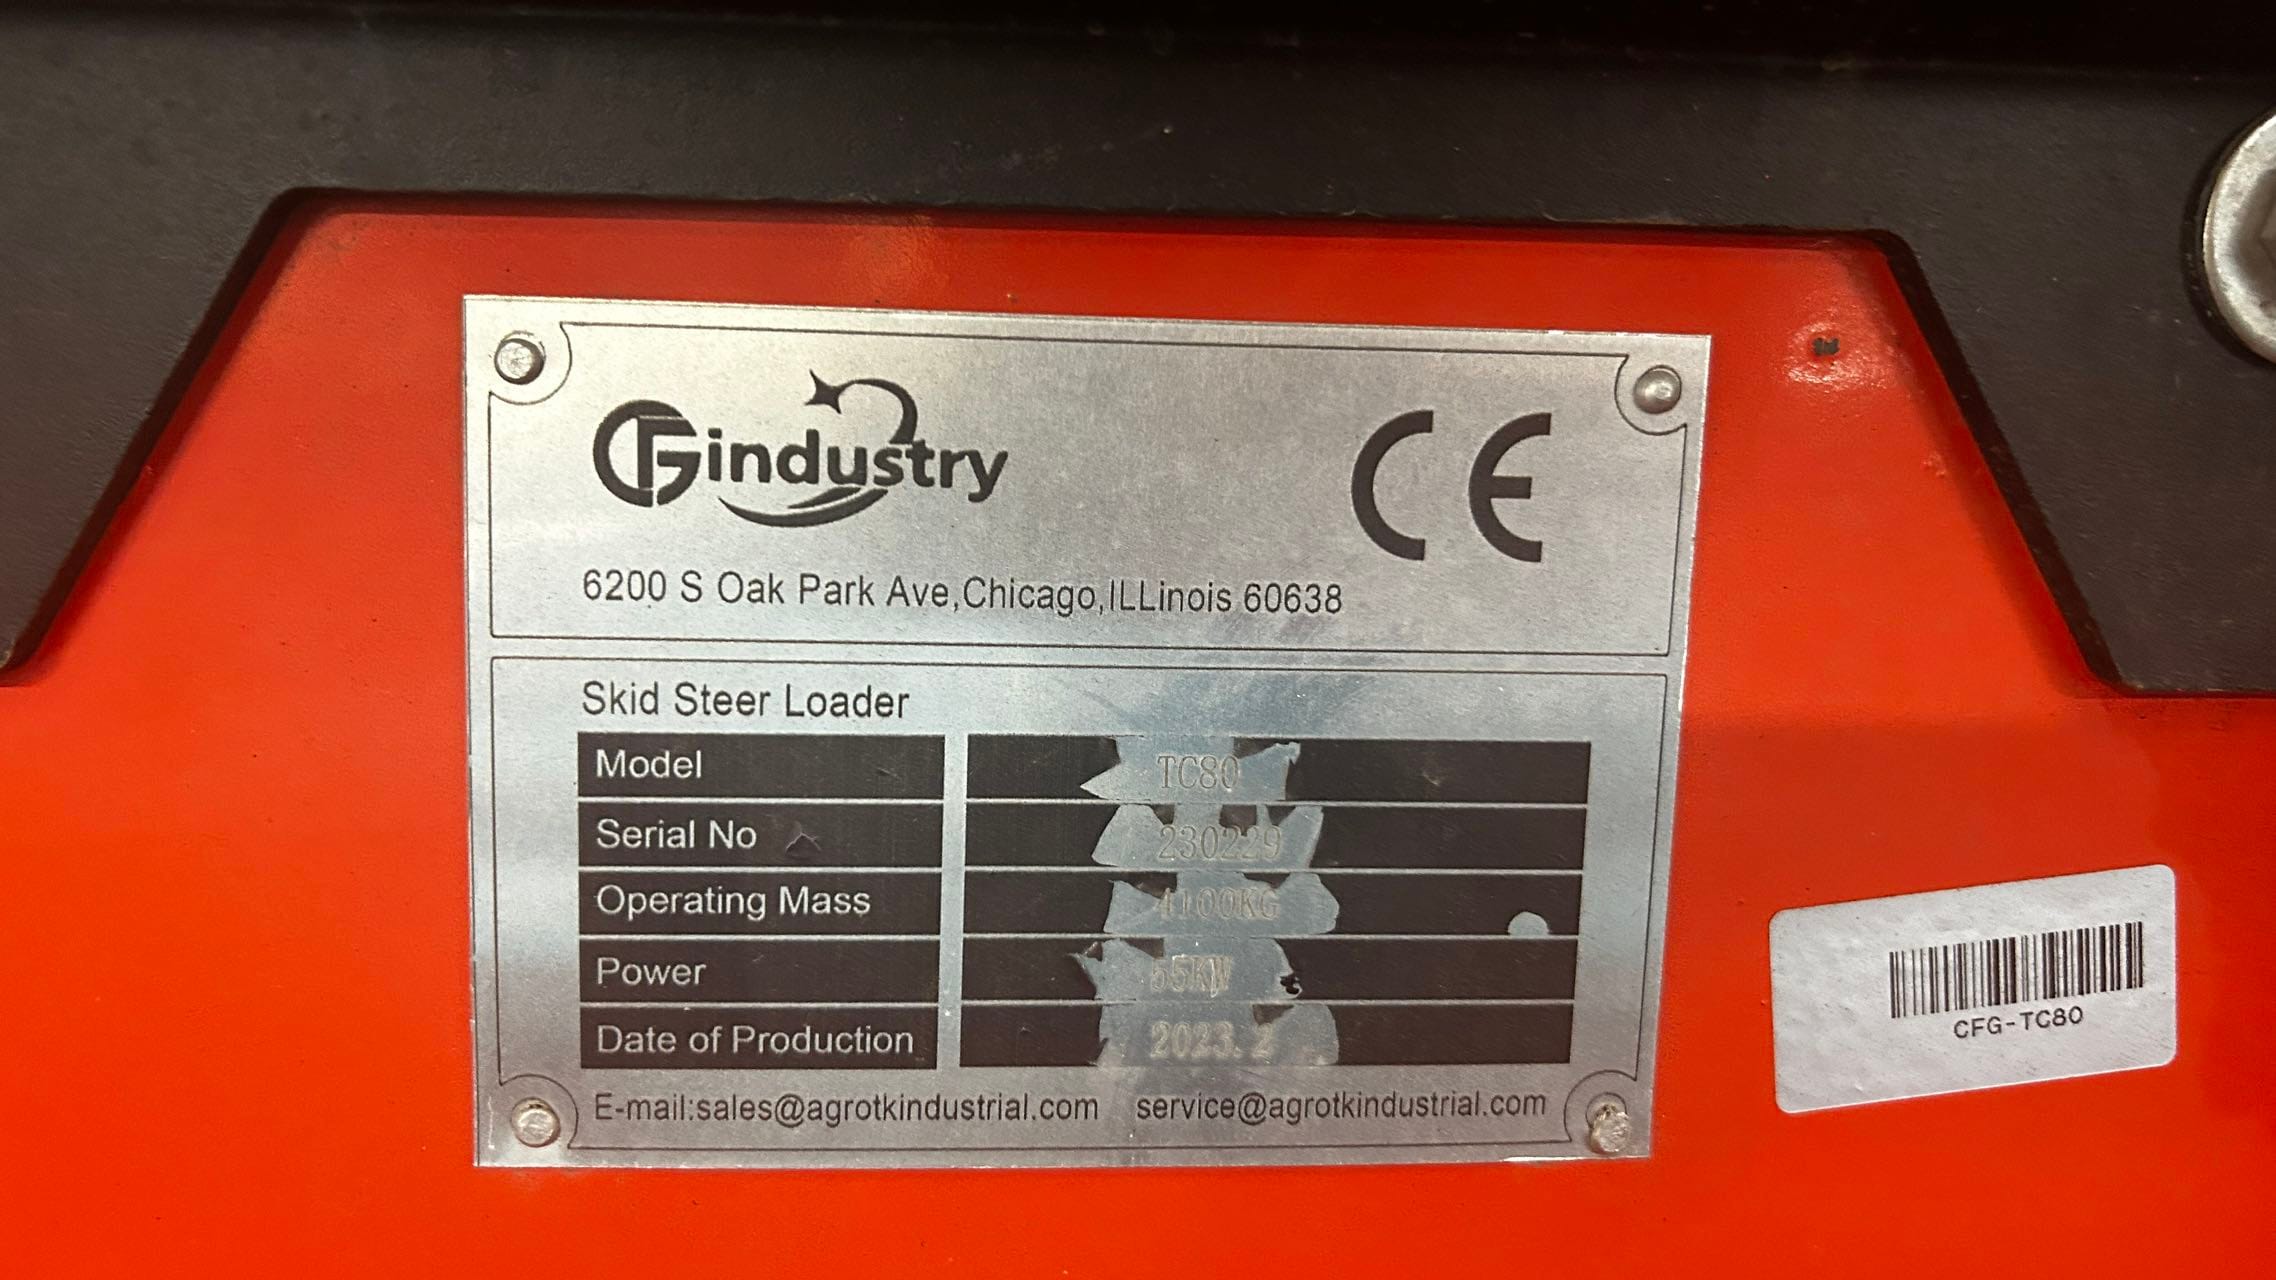 CFGindustry
CE
6200 S Oak Park Ave,Chicago,ILLinois 60638
Skid Steer Loader
Model TC80
Serial No 230229
Operating Mass 4100KG
Power 55KW
Date of Production 2023.2
E-mail:sales@agrotkindustrial.com service@agrotkindustrial.com
CFG-TC80